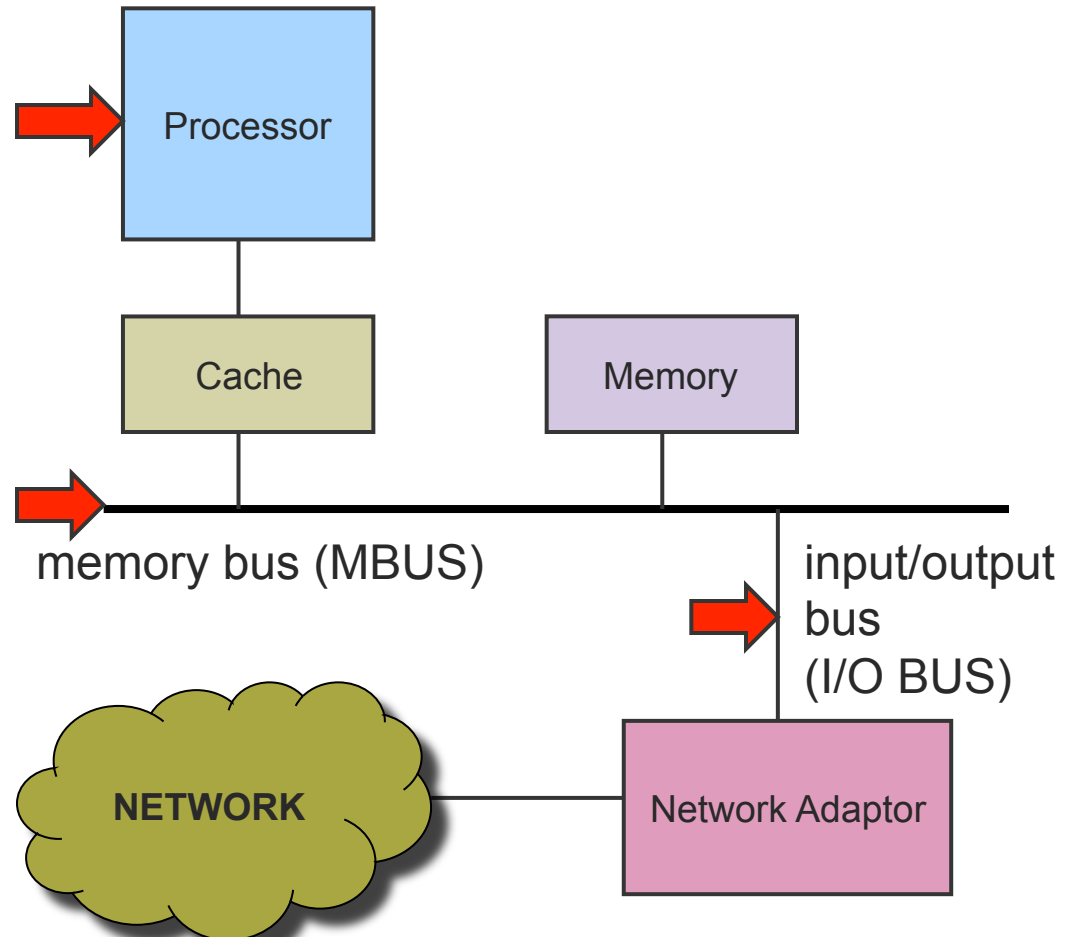 Processor
Cache
Memory
memory bus (MBUS)
input/output
bus
(I/O BUS)
NETWORK
Network Adaptor